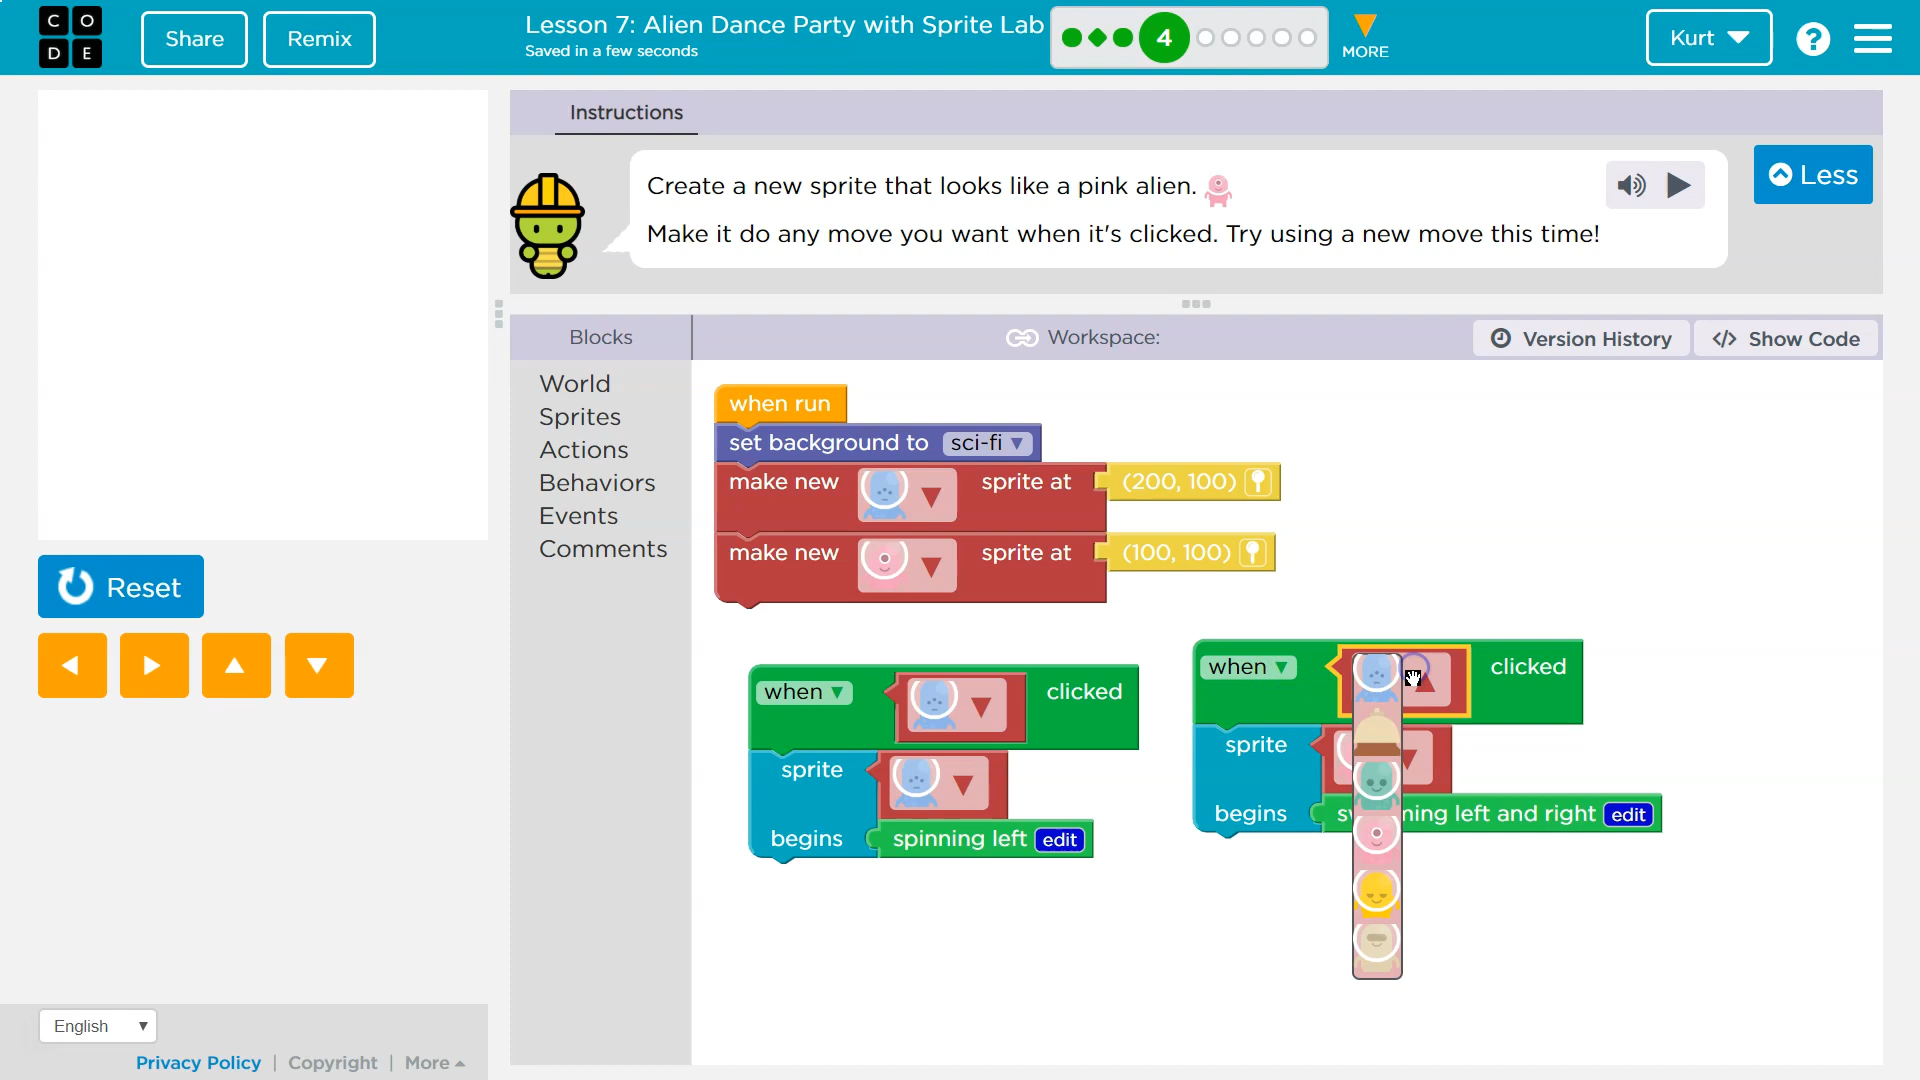 CODE
Share
Remix
Lesson 7: Alien Dance Party with Sprite Lab
Saved in a few seconds
4
MORE
Kurt
?
Instructions
Create a new sprite that looks like a pink alien.
Make it do any move you want when it's clicked. Try using a new move this time!
Less
Blocks
Workspace:
Version History
</> Show Code
World
Sprites
Actions
Behaviors
Events
Comments
when run
set background to sci-fi
make new sprite at (200, 100)
make new sprite at (100, 100)
when clicked
sprite
begins spinning left edit
when clicked
sprite
begins ing left and right edit
Reset
English
Privacy Policy | Copyright | More